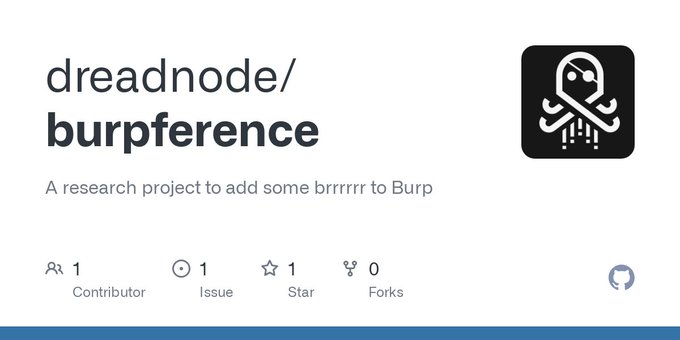 dreadnode/
burpference
A research project to add some brrrrrr to Burp
1
Contributor
1
Issue
1
Star
0
Forks